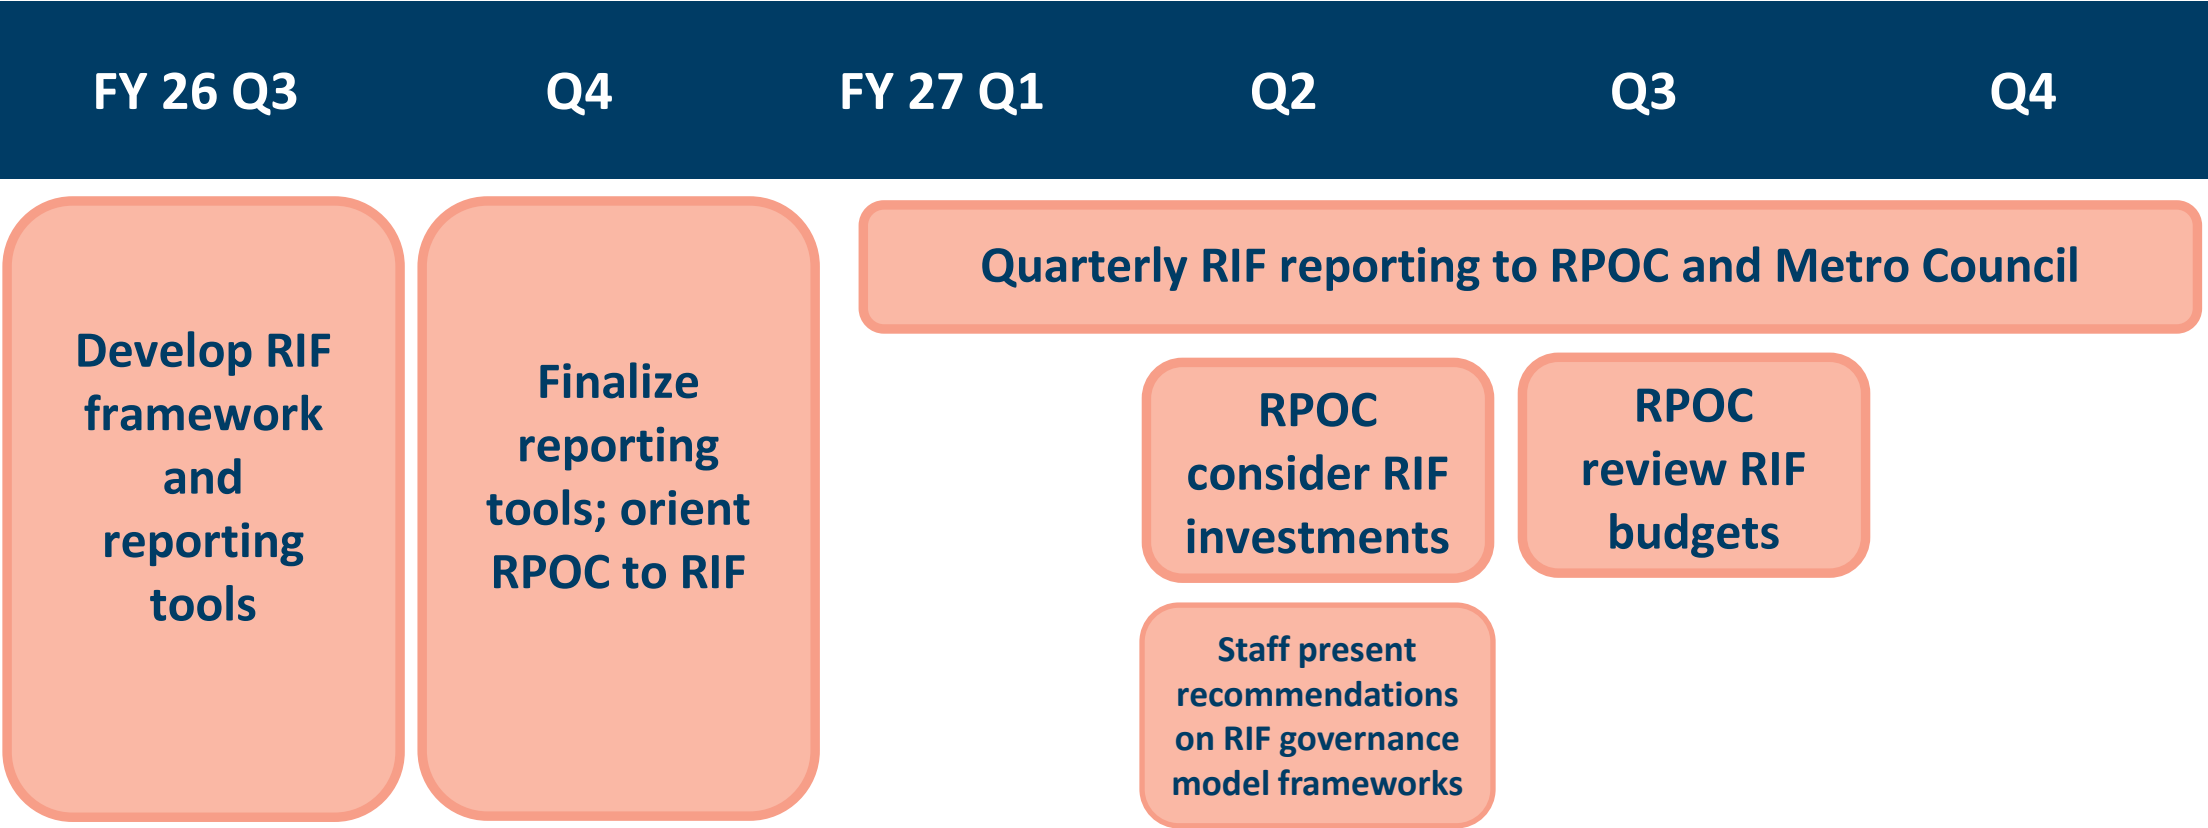 FY 26 Q3 Q4 FY 27 Q1 Q2 Q3 Q4
Develop RIF
framework
and
reporting
tools
Finalize
reporting
tools; orient
RPOC to RIF
Quarterly RIF reporting to RPOC and Metro Council
RPOC
consider RIF
investments
RPOC
review RIF
budgets
Staff present
recommendations
on RIF governance
model frameworks